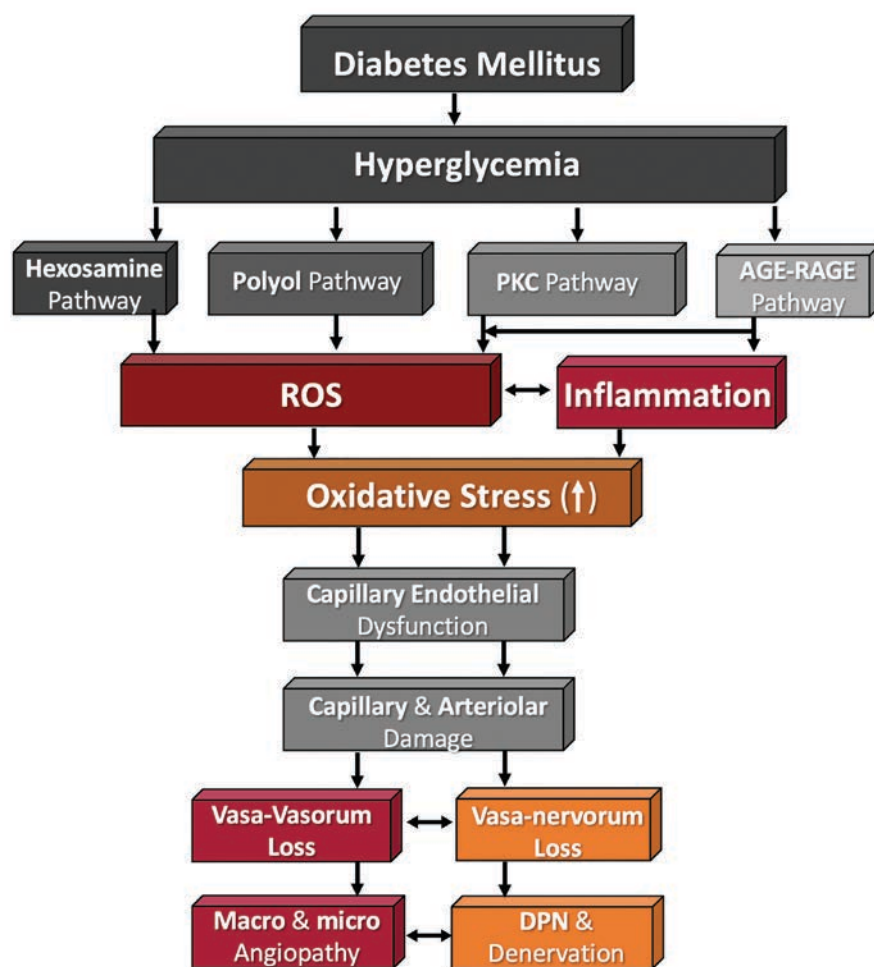 Diabetes Mellitus
Hyperglycemia
Hexosamine
Pathway
Polyol Pathway
PKC Pathway
AGE-RAGE
Pathway
ROS
Inflammation
Oxidative Stress (↑)
Capillary Endothelial
Dysfunction
Capillary & Arteriolar
Damage
Vasa-Vasorum
Loss
Vasa-nervorum
Loss
Macro & micro
Angiopathy
DPN &
Denervation